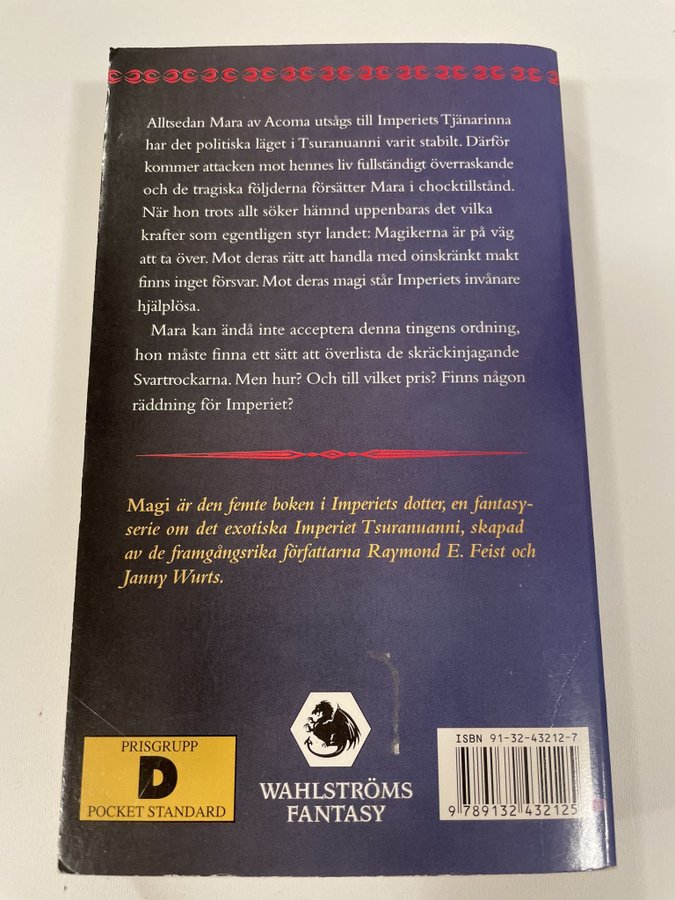 Alltsedan Mara av Acoma utsågs till Imperiets Tjänarinna
har det politiska läget i Tsuranuanni varit stabilt. Därför
kommer attacken mot hennes liv fullständigt överraskande
och de tragiska följderna försätter Mara i chocktillstånd.
När hon trots allt söker hämnd uppenbaras det vilka
krafter som egentligen styr landet: Magikerna är på väg
att ta över. Mot deras rätt att handla med oinskränkt makt
finns inget försvar. Mot deras magi står Imperiets invånare
hjälplösa.
Mara kan ändå inte acceptera denna tingens ordning,
hon måste finna ett sätt att överlista de skräckinjagande
Svartrockarna. Men hur? Och till vilket pris? Finns någon
räddning för Imperiet?
Magi är den femte boken i Imperiets dotter, en fantasy-
serie om det exotiska Imperiet Tsuranuanni, skapad
av de framgångsrika författarna Raymond E. Feist och
Janny Wurts.
PRISGRUPP
D
POCKET STANDARD
WAHLSTRÖMS
FANTASY
ISBN 91-32-43212-7
9 789132 432125